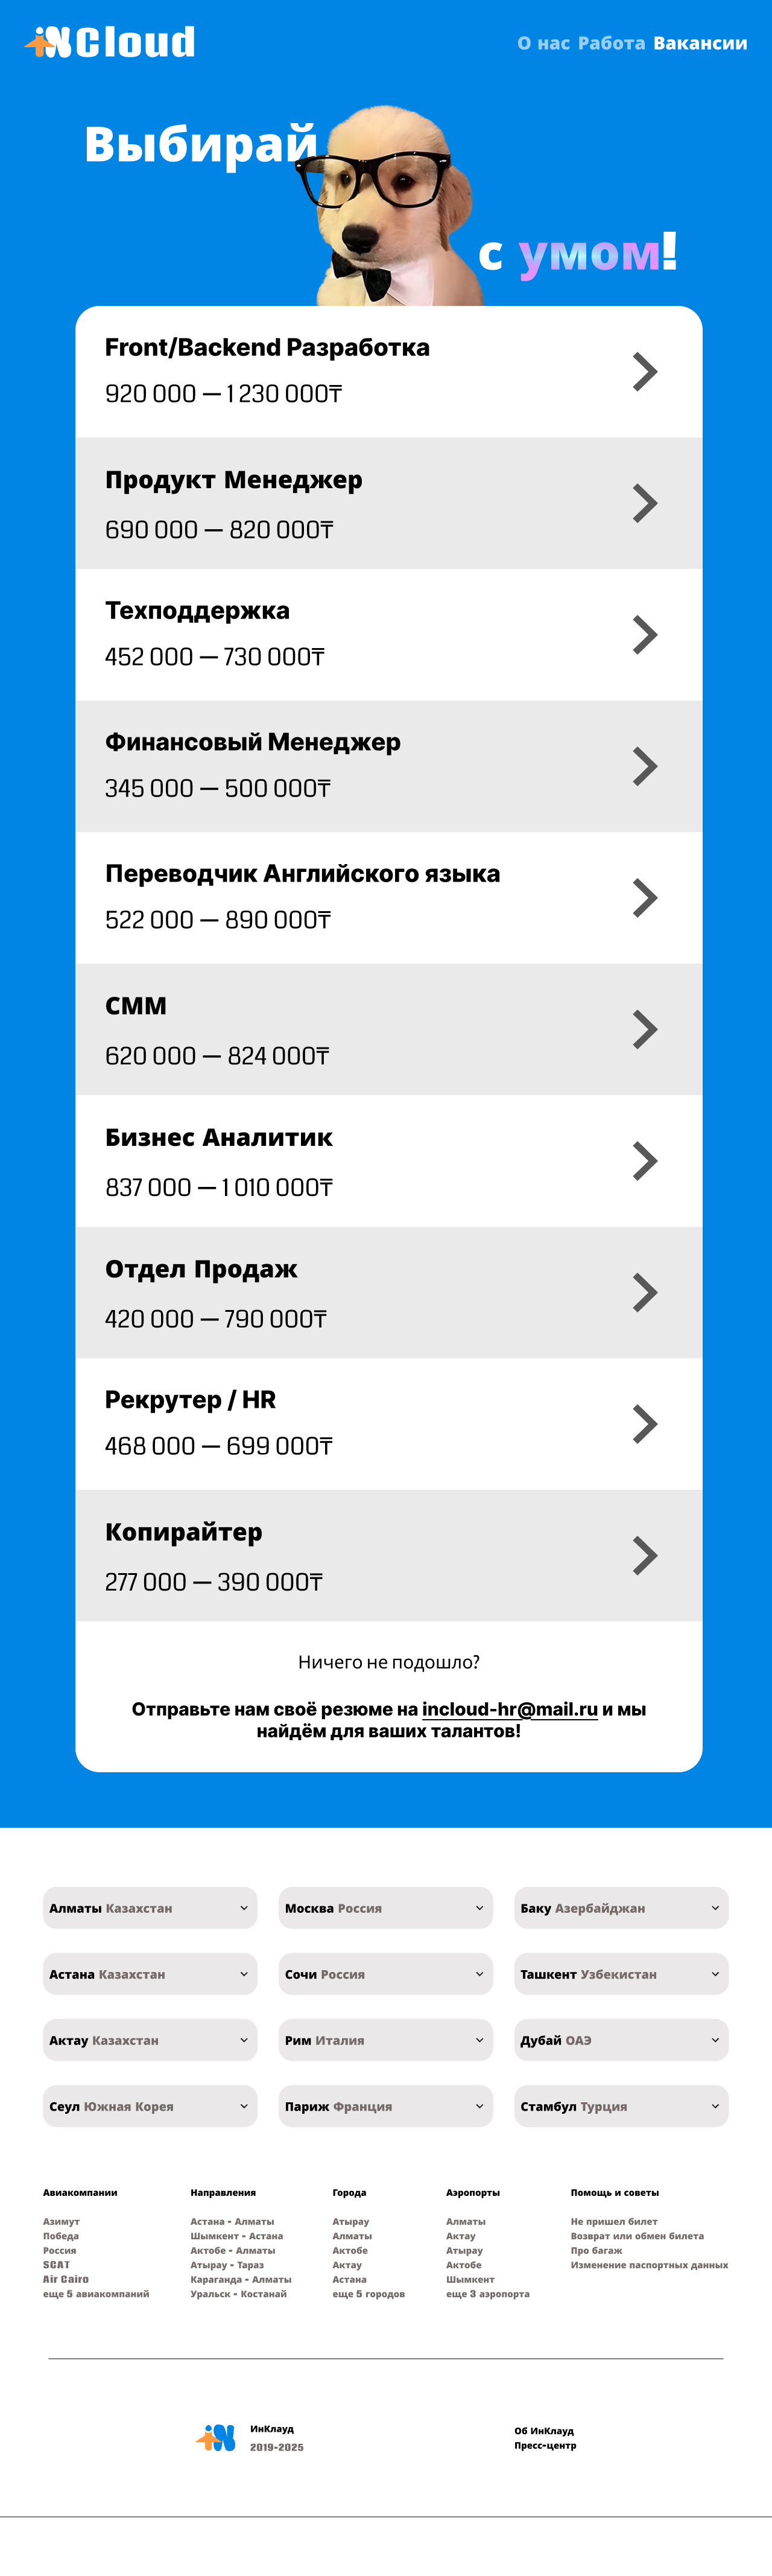 iNCloud
О нас Работа Вакансии
Выбирай
с умом!
Front/Backend Разработка
920 000 — 1 230 000₸
Продукт Менеджер
690 000 — 820 000₸
Техподдержка
452 000 — 730 000₸
Финансовый Менеджер
345 000 — 500 000₸
Переводчик Английского языка
522 000 — 890 000₸
СММ
620 000 — 824 000₸
Бизнес Аналитик
837 000 — 1 010 000₸
Отдел Продаж
420 000 — 790 000₸
Рекрутер / HR
468 000 — 699 000₸
Копирайтер
277 000 — 390 000₸
Ничего не подошло?
Отправьте нам своё резюме на incloud-hr@mail.ru и мы
найдём для ваших талантов!
Алматы Казахстан
Москва Россия
Баку Азербайджан
Астана Казахстан
Сочи Россия
Ташкент Узбекистан
Актау Казахстан
Рим Италия
Дубай ОАЭ
Сеул Южная Корея
Париж Франция
Стамбул Турция
Авиакомпании
Азимут
Победа
Россия
SCAT
Air Cairo
еще 5 авиакомпаний
Направления
Астана - Алматы
Шымкент - Астана
Актобе - Алматы
Атырау - Тараз
Караганда - Алматы
Уральск - Костанай
Города
Атырау
Алматы
Актобе
Актау
Астана
еще 5 городов
Аэропорты
Алматы
Актау
Атырау
Актобе
Шымкент
еще 3 аэропорта
Помощь и советы
Не пришел билет
Возврат или обмен билета
Про багаж
Изменение паспортных данных
iN
ИнКлауд
2019-2025
Об ИнКлауд
Пресс-центр